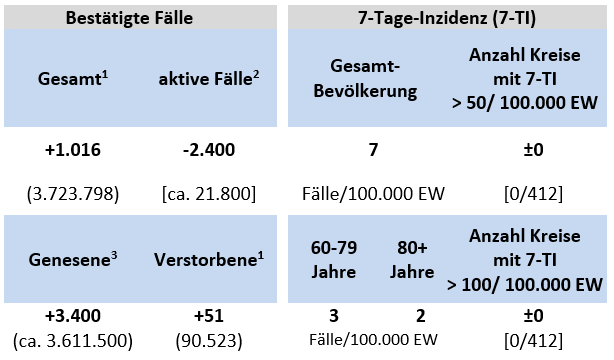 Bestätigte Fälle 7-Tage-Inzidenz (7-TI)
Gesamt¹ aktive Fälle² Gesamt-
Bevölkerung Anzahl Kreise
mit 7-TI
> 50/ 100.000 EW
+1.016 -2.400 7 ±0
(3.723.798) [ca. 21.800] Fälle/100.000 EW [0/412]
Genesene³ Verstorbene¹ 60-79
Jahre 80+
Jahre Anzahl Kreise
mit 7-TI
> 100/ 100.000 EW
+3.400 +51 3 2 ±0
(ca. 3.611.500) (90.523) Fälle/100.000 EW [0/412]